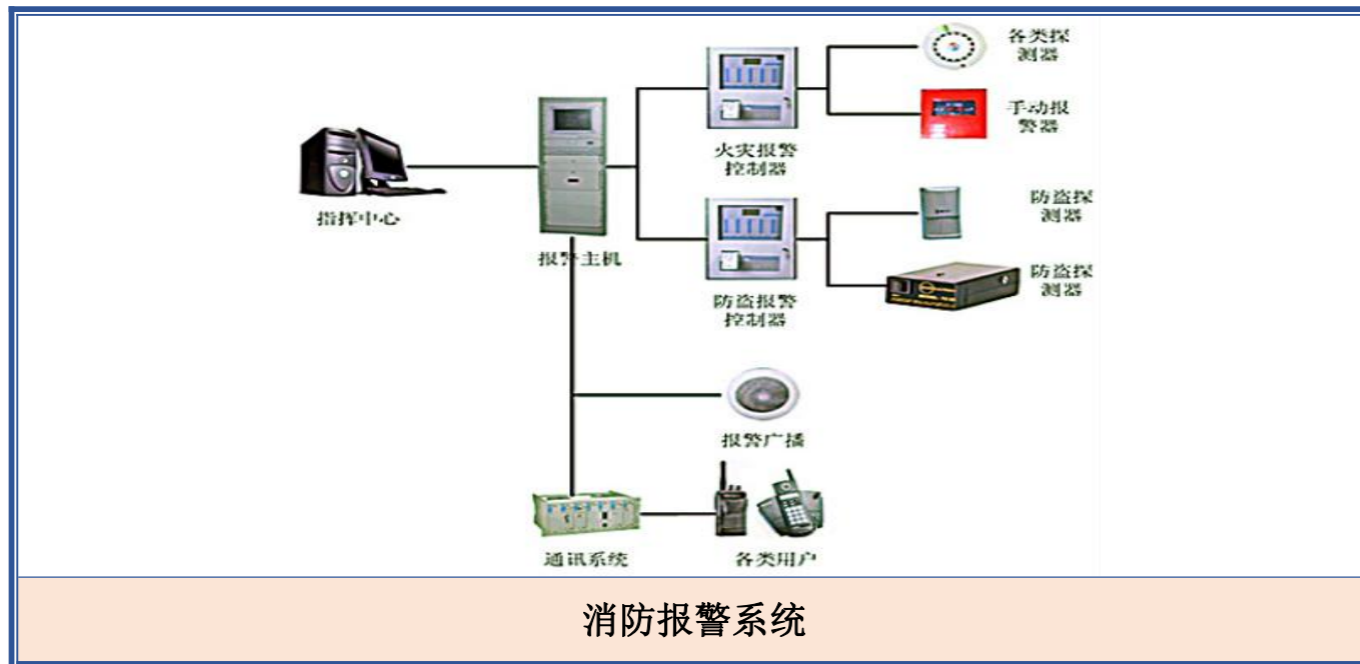 各类探
测器
手动报
警器
火灾报警
控制器
指挥中心
报警主机
防盗探
测器
防盗探
测器
防盗报警
控制器
报警广播
通讯系统
各类用户
消防报警系统